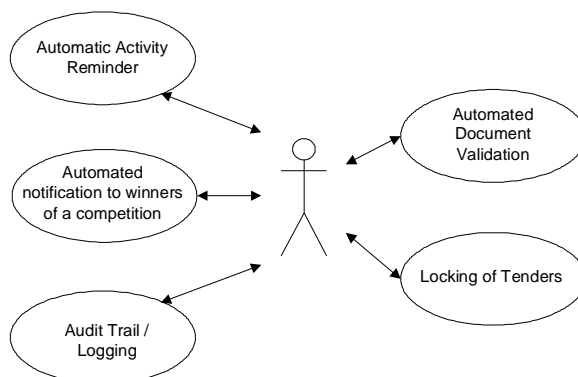 Automatic Activity
Reminder
Automated
notification to winners
of a competition
Audit Trail /
Logging
Automated
Document
Validation
Locking of Tenders